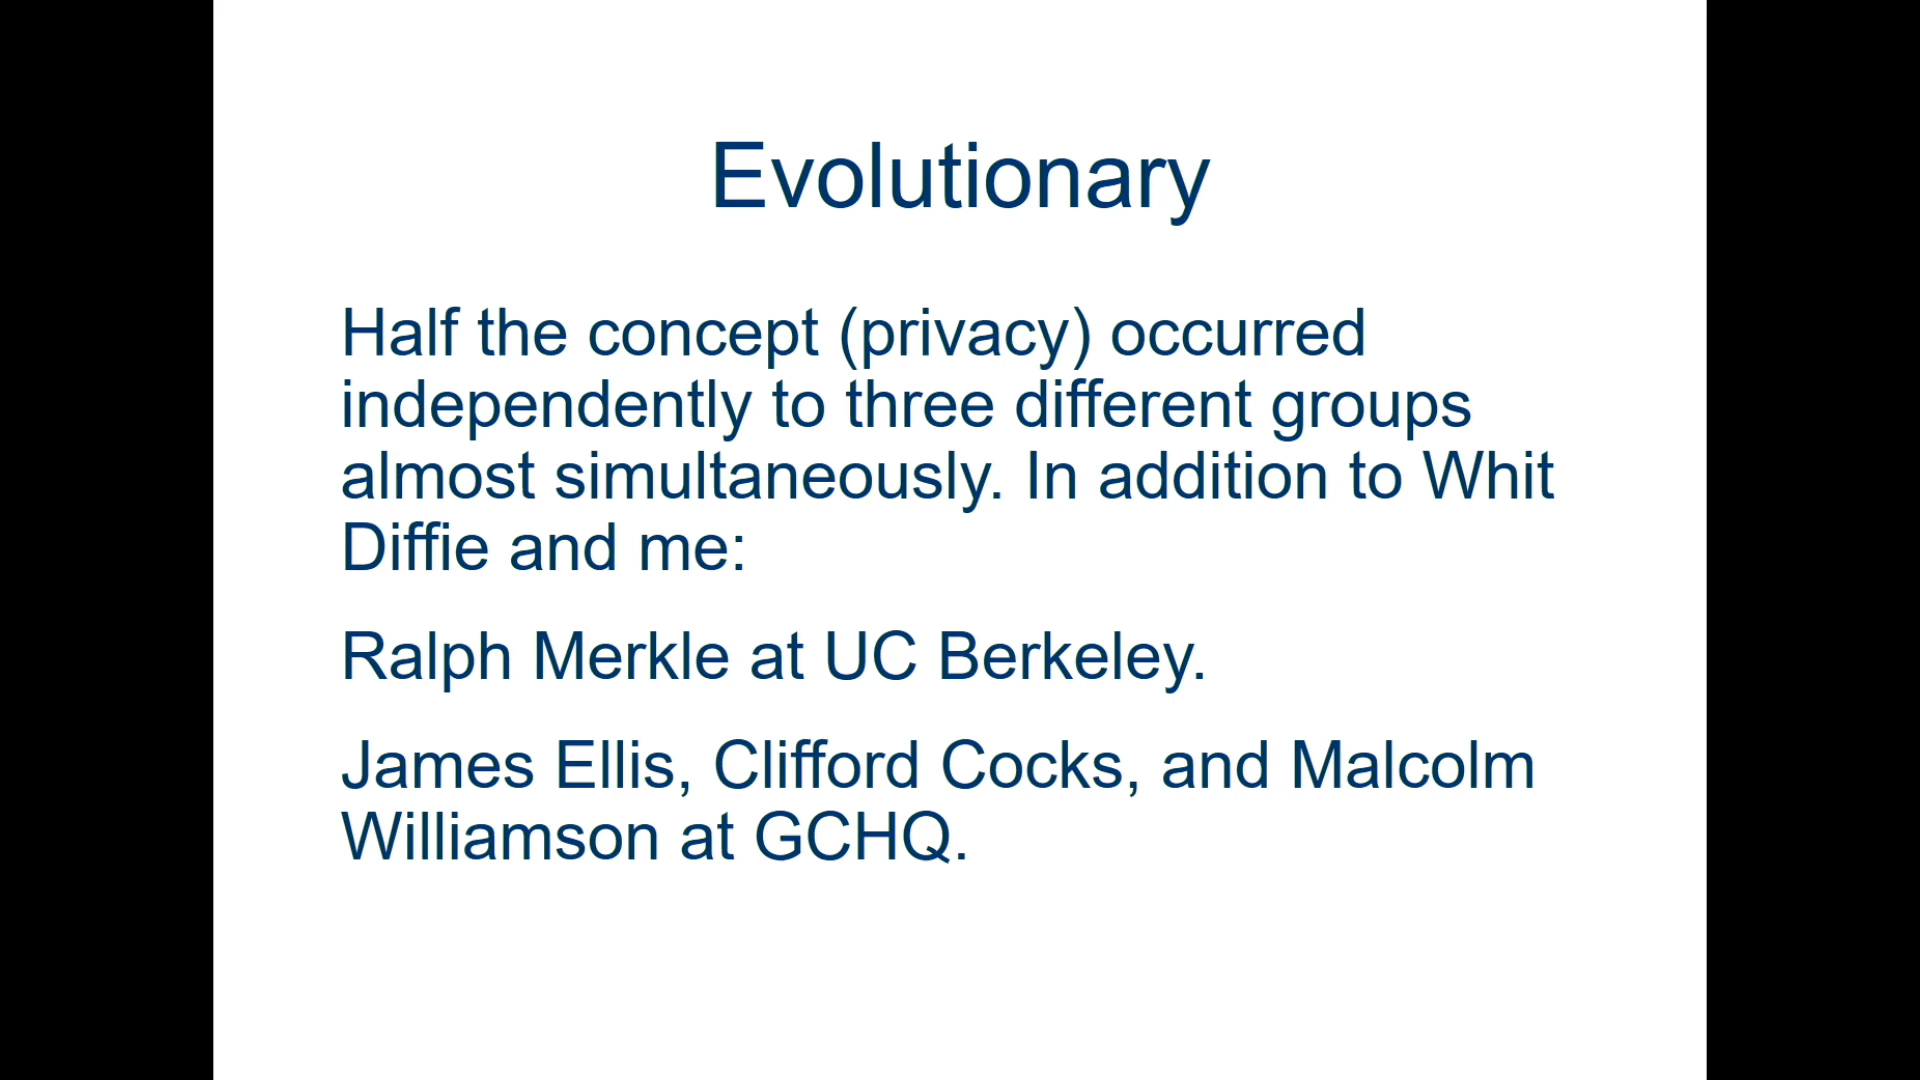 Evolutionary
Half the concept (privacy) occurred
independently to three different groups
almost simultaneously. In addition to Whit
Diffie and me:
Ralph Merkle at UC Berkeley.
James Ellis, Clifford Cocks, and Malcolm
Williamson at GCHQ.